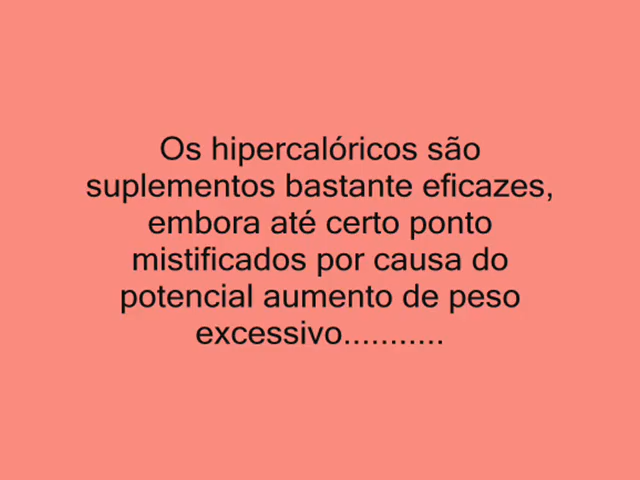 Os hipercalóricos são
suplementos bastante eficazes,
embora até certo ponto
mistificados por causa do
potencial aumento de peso
excessivo...........